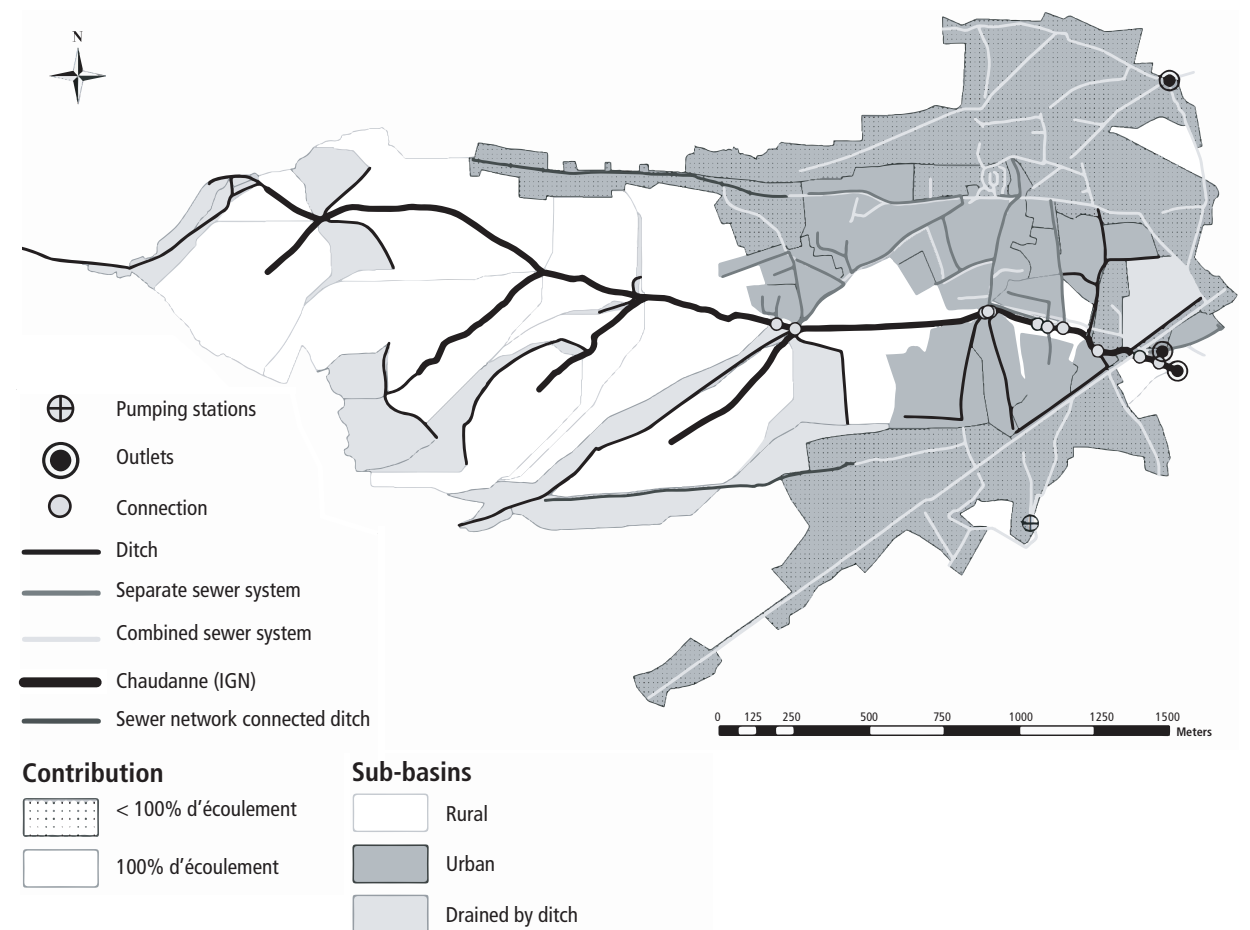 N
Pumping stations
Outlets
Connection
Ditch
Separate sewer system
Combined sewer system
Chaudanne (IGN)
Sewer network connected ditch
0 125 250 500 750 1000 1250 1500
Meters
Contribution
< 100% d'écoulement
100% d'écoulement
Sub-basins
Rural
Urban
Drained by ditch